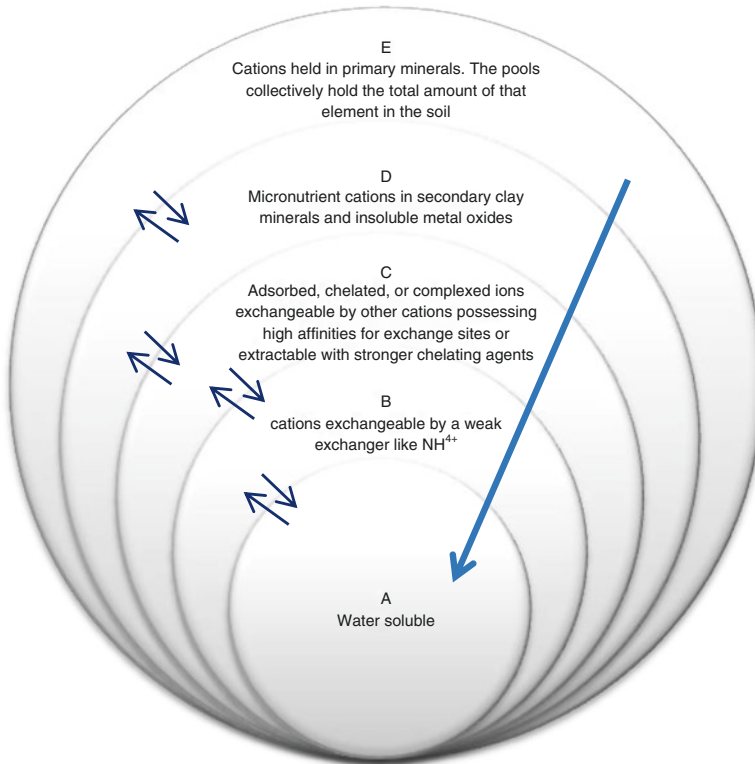 E
Cations held in primary minerals. The pools
collectively hold the total amount of that
element in the soil
D
Micronutrient cations in secondary clay
minerals and insoluble metal oxides
C
Adsorbed, chelated, or complexed ions
exchangeable by other cations possessing
high affinities for exchange sites or
extractable with stronger chelating agents
B
cations exchangeable by a weak
exchanger like NH⁴⁺
A
Water soluble